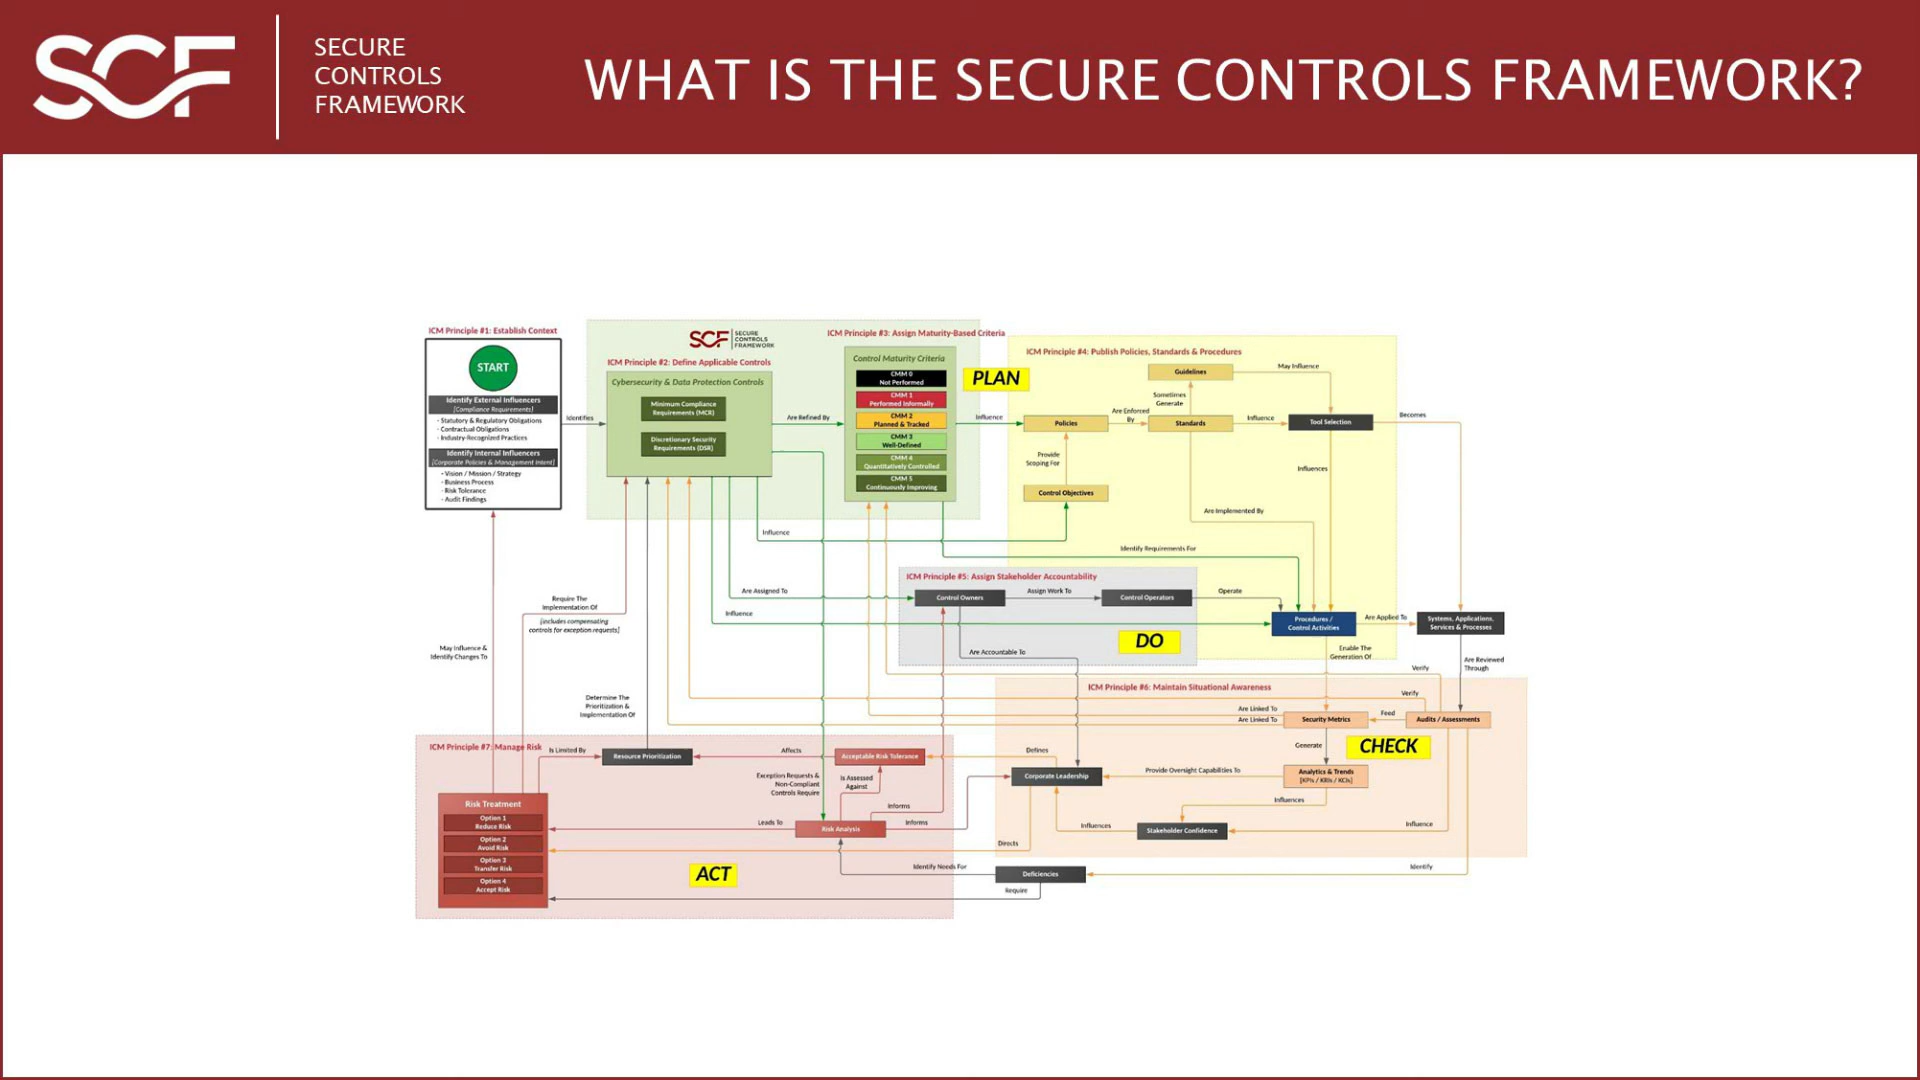 SCF
SECURE
CONTROLS
FRAMEWORK
WHAT IS THE SECURE CONTROLS FRAMEWORK?
ICM Principle #1: Establish Context
START
Identify External Influencers
[Compliance Requirements]
- Statutory & Regulatory Obligations
- Contractual Obligations
- Industry-Recognized Practices
Identify Internal Influencers
[Corporate Policies & Management Intent]
- Vision / Mission / Strategy
- Business Process
- Risk Tolerance
- Audit Findings
Identifies
SCF
SECURE
CONTROLS
FRAMEWORK
ICM Principle #2: Define Applicable Controls
Cybersecurity & Data Protection Controls
Minimum Compliance
Requirements (MCR)
Discretionary Security
Requirements (DSR)
Are Refined By
ICM Principle #3: Assign Maturity-Based Criteria
Control Maturity Criteria
CMM 0
Not Performed
CMM 1
Performed Informally
CMM 2
Planned & Tracked
CMM 3
Well-Defined
CMM 4
Quantitatively Controlled
CMM 5
Continuously Improving
PLAN
Influence
ICM Principle #4: Publish Policies, Standards & Procedures
Guidelines
May Influence
Sometimes
Generate
Policies
Are Enforced
By
Standards
Influence
Tool Selection
Becomes
Provide
Scoping For
Influences
Control Objectives
Are Implemented By
Influence
Identify Requirements For
ICM Principle #5: Assign Stakeholder Accountability
Are Assigned To
Control Owners
Assign Work To
Control Operators
Operate
Influence
Procedures /
Control Activities
Are Applied To
Systems, Applications,
Services & Processes
DO
Are Accountable To
Enable The
Generation Of
Are Reviewed
Through
Verify
Require The
Implementation Of
[includes compensating
controls for exception requests]
May Influence &
Identify Changes To
Determine The
Prioritization &
Implementation Of
ICM Principle #6: Maintain Situational Awareness
Verify
Are Linked To
Are Linked To
Security Metrics
Feed
Audits / Assessments
Generate
CHECK
Analytics & Trends
[KPIs / KRIs / KCIs]
Provide Oversight Capabilities To
Corporate Leadership
Defines
Influences
Stakeholder Confidence
Influences
Influence
Directs
Identify
Deficiencies
Identify Needs For
Require
ICM Principle #7: Manage Risk
Is Limited By
Resource Prioritization
Affects
Acceptable Risk Tolerance
Exception Requests &
Non-Compliant
Controls Require
Is Assessed
Against
Informs
Informs
Risk Analysis
Leads To
Risk Treatment
Option 1
Reduce Risk
Option 2
Avoid Risk
Option 3
Transfer Risk
Option 4
Accept Risk
ACT